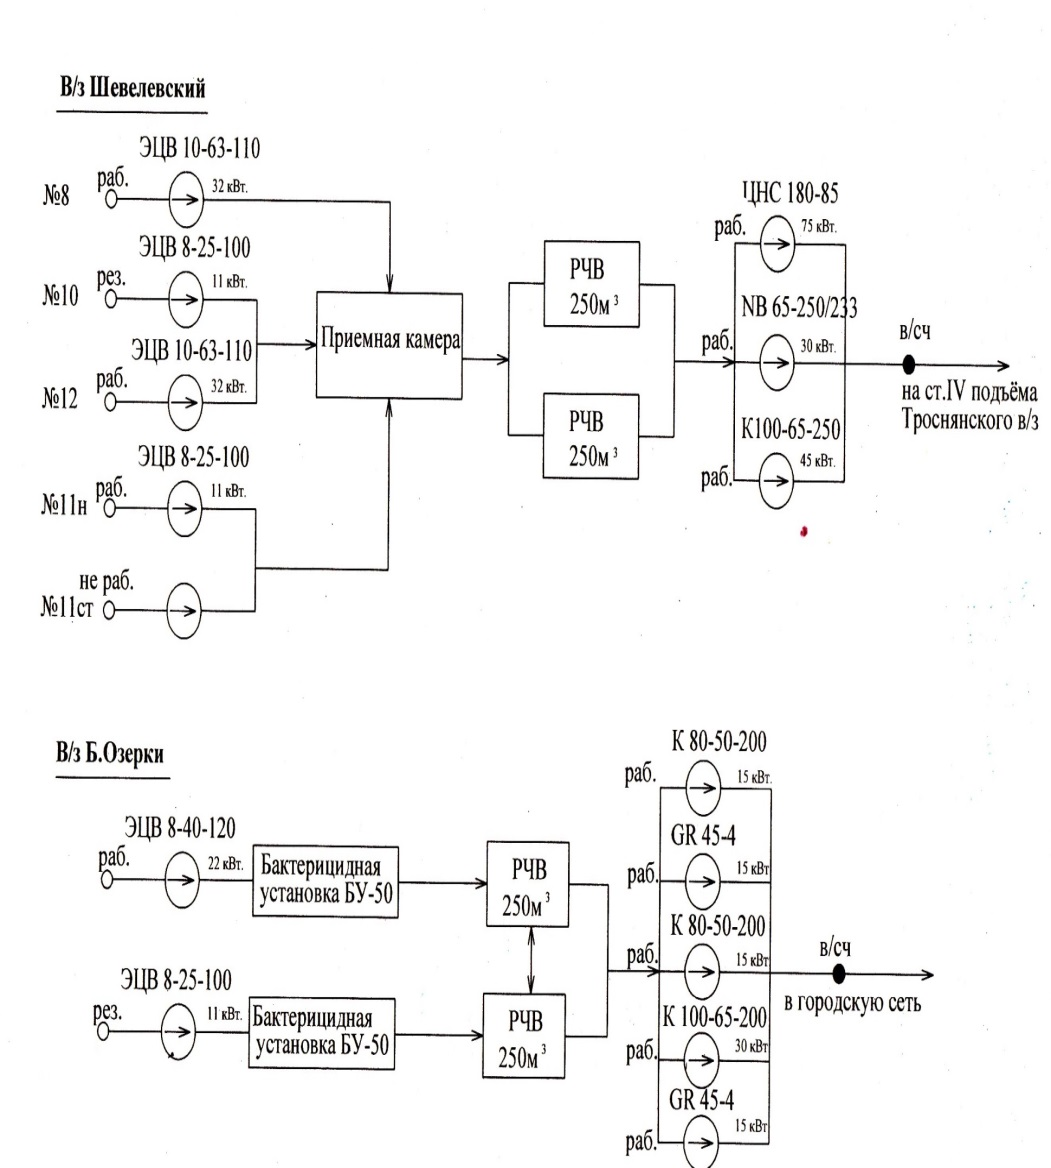 В/з Шевелевский
ЭЦВ 10-63-110
№8
раб.
32 кВт.
ЭЦВ 8-25-100
№10
рез.
11 кВт.
ЭЦВ 10-63-110
№12
раб.
32 кВт.
ЭЦВ 8-25-100
№11н
раб.
11 кВт.
не раб.
№11ст
Приемная камера
РЧВ
250м³
РЧВ
250м³
ЦНС 180-85
раб.
75 кВт.
NB 65-250/233
раб.
30 кВт.
К100-65-250
раб.
45 кВт.
в/сч
на ст.IV подъёма
Троснянского в/з
В/з Б.Озерки
ЭЦВ 8-40-120
раб.
22 кВт.
Бактерицидная
установка БУ-50
РЧВ
250м³
ЭЦВ 8-25-100
рез.
11 кВт.
Бактерицидная
установка БУ-50
РЧВ
250м³
К 80-50-200
раб.
15 кВт.
GR 45-4
раб.
15 кВт
К 80-50-200
раб.
15 кВт
К 100-65-200
раб.
30 кВт
GR 45-4
раб.
15 кВт
в/сч
в городскую сеть